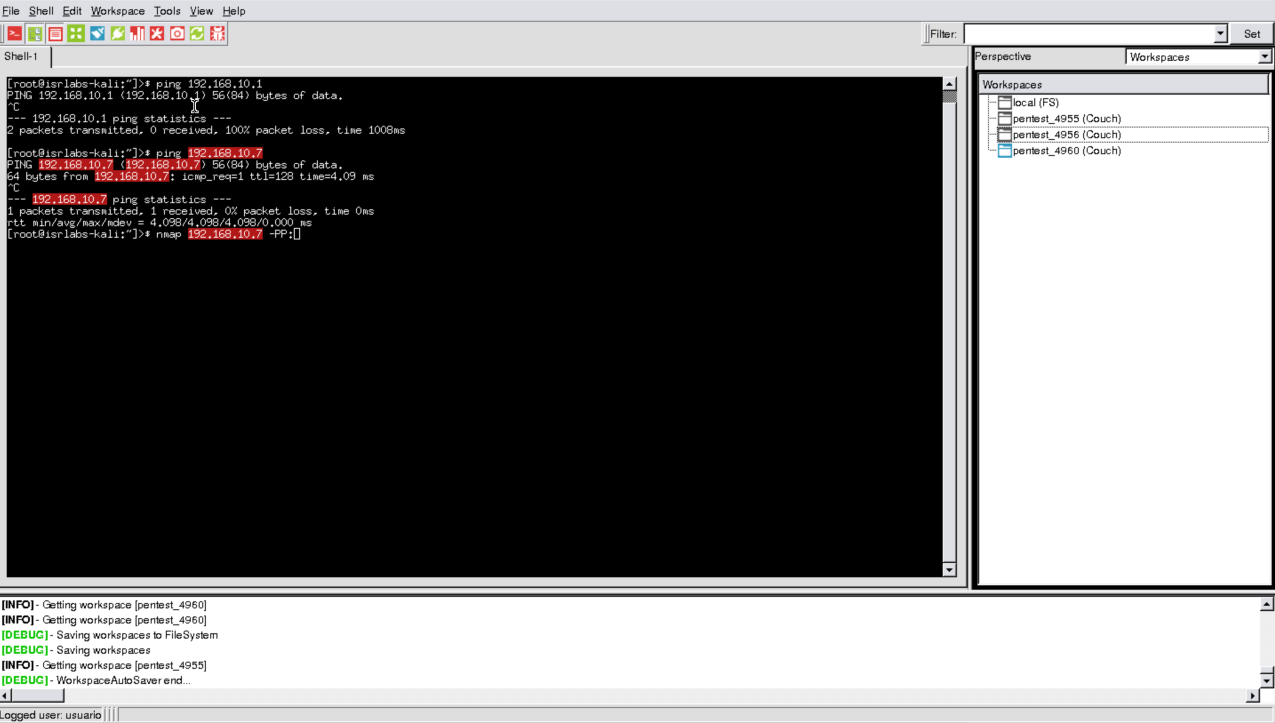 File Shell Edit Workspace Tools View Help
Filter: Set
Shell-1
Perspective Workspaces
[root@isrlabs-kali:~]>* ping 192.168.10.1
PING 192.168.10.1 (192.168.10.1) 56(84) bytes of data.
^C
--- 192.168.10.1 ping statistics ---
2 packets transmitted, 0 received, 100% packet loss, time 1008ms
[root@isrlabs-kali:~]>* ping 192.168.10.7
PING 192.168.10.7 (192.168.10.7) 56(84) bytes of data.
64 bytes from 192.168.10.7: icmp_req=1 ttl=128 time=4.09 ms
^C
--- 192.168.10.7 ping statistics ---
1 packets transmitted, 1 received, 0% packet loss, time 0ms
rtt min/avg/max/mdev = 4.098/4.098/4.098/0.000 ms
[root@isrlabs-kali:~]>* nmap 192.168.10.7 -PP:
Workspaces
local (FS)
pentest_4955 (Couch)
pentest_4956 (Couch)
pentest_4960 (Couch)
[INFO] - Getting workspace [pentest_4960]
[INFO] - Getting workspace [pentest_4960]
[DEBUG] - Saving workspaces to FileSystem
[DEBUG] - Saving workspaces
[INFO] - Getting workspace [pentest_4955]
[DEBUG] - WorkspaceAutoSaver end...
Logged user: usuario